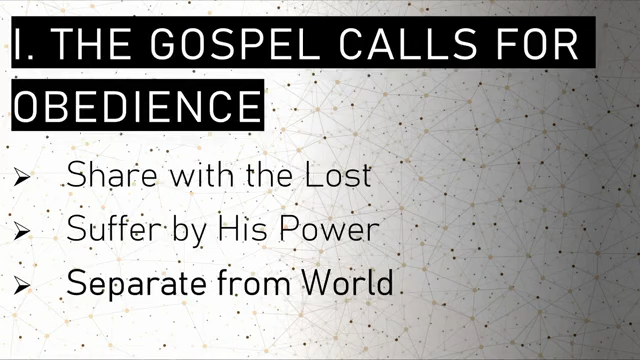 I. THE GOSPEL CALLS FOR
OBEDIENCE
➢ Share with the Lost
➢ Suffer by His Power
➢ Separate from World